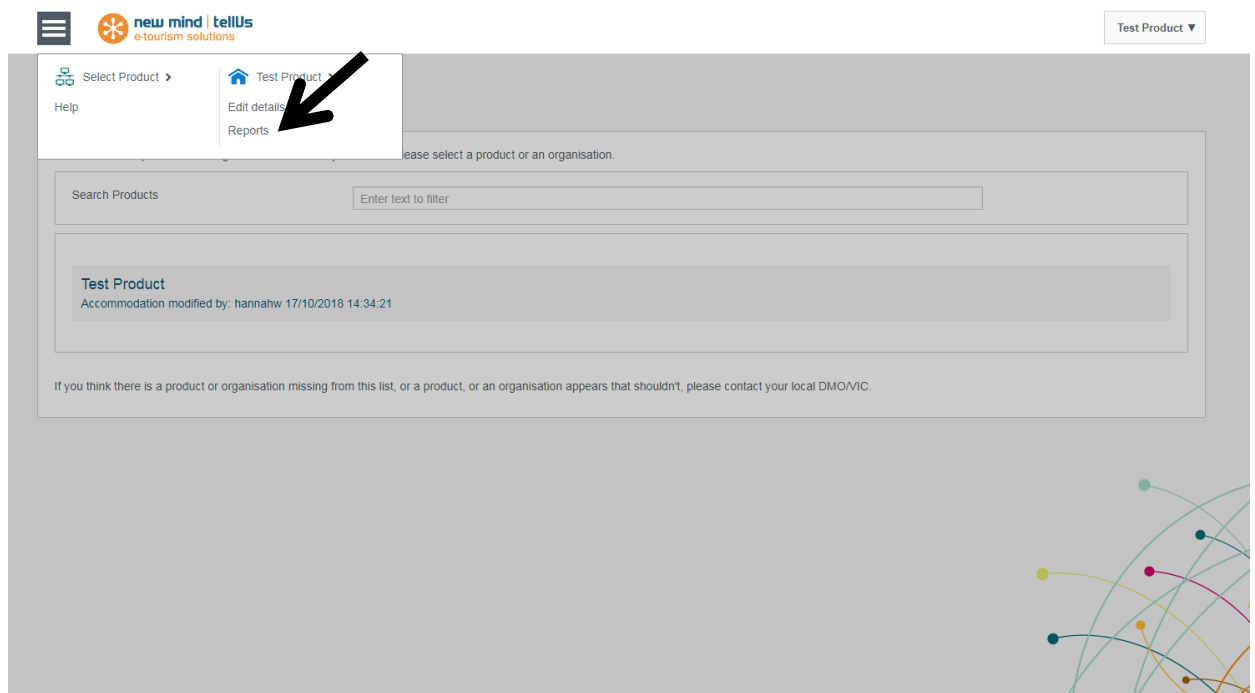 new mind | tellUs
e-tourism solutions
Test Product ▼
Select Product >
Help
Test Product
Edit details
Reports
ease select a product or an organisation.
Search Products
Enter text to filter
Test Product
Accommodation modified by: hannahw 17/10/2018 14:34:21
If you think there is a product or organisation missing from this list, or a product, or an organisation appears that shouldn't, please contact your local DMO/VIC.